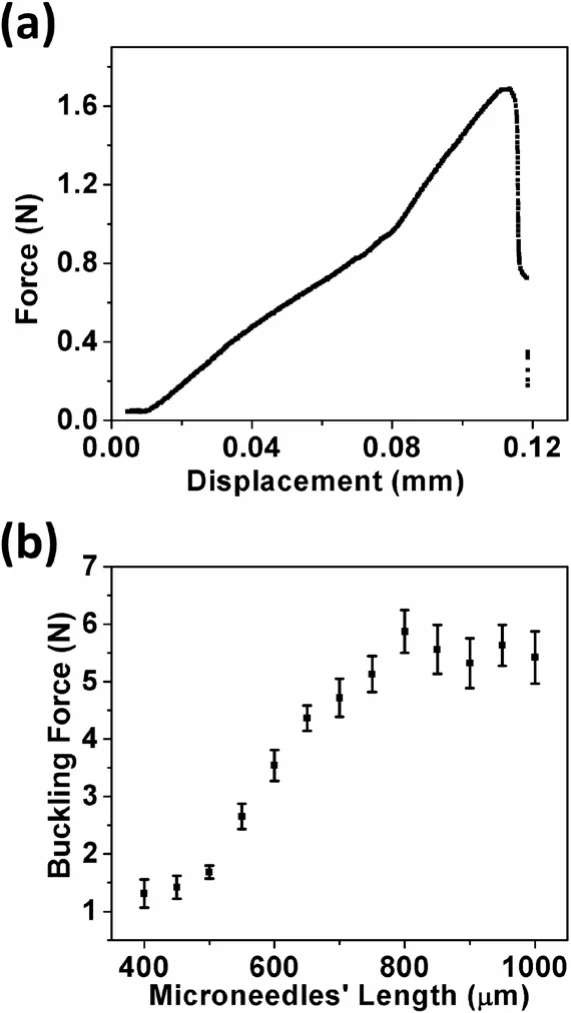 (a)
1.6
1.2
0.8
0.4
0.0
Force (N)
0.00 0.04 0.08 0.12
Displacement (mm)
(b)
7
6
5
4
3
2
1
Buckling Force (N)
400 600 800 1000
Microneedles' Length (μm)